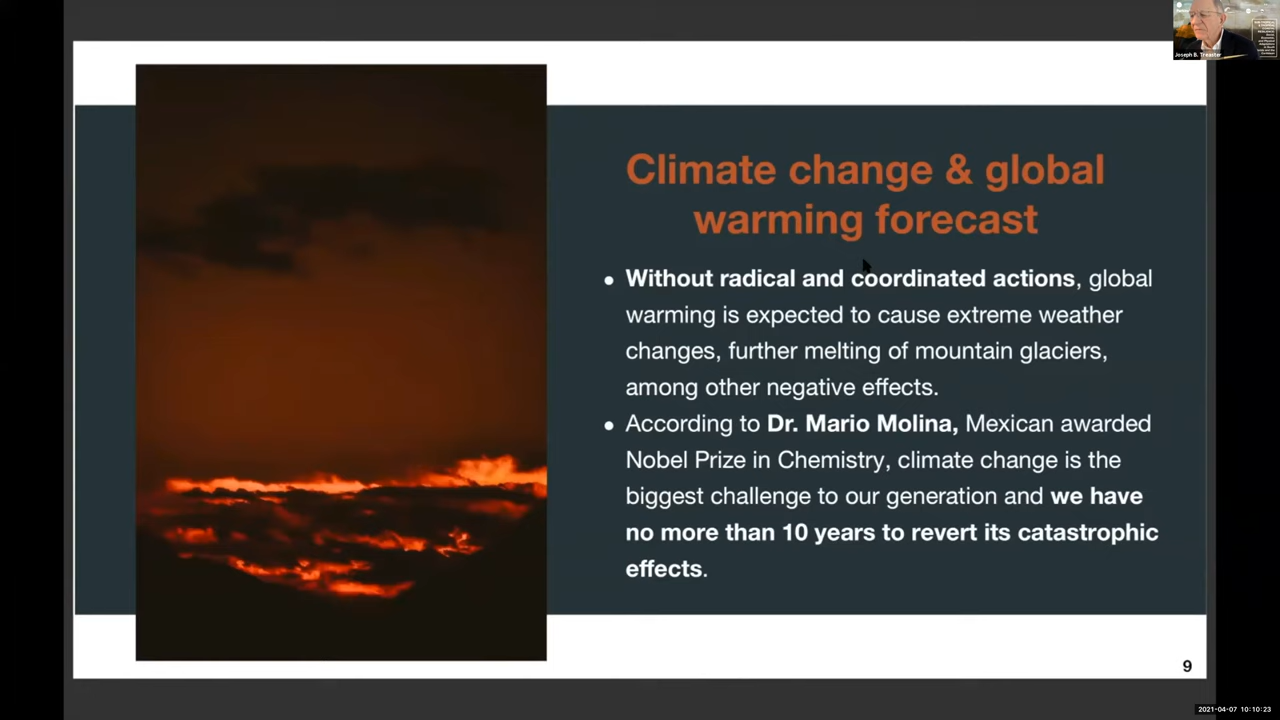 Joseph B. Treaster
Climate change & global
warming forecast
• Without radical and coordinated actions, global
warming is expected to cause extreme weather
changes, further melting of mountain glaciers,
among other negative effects.
• According to Dr. Mario Molina, Mexican awarded
Nobel Prize in Chemistry, climate change is the
biggest challenge to our generation and we have
no more than 10 years to revert its catastrophic
effects.
9
2021-04-07 10:10:23